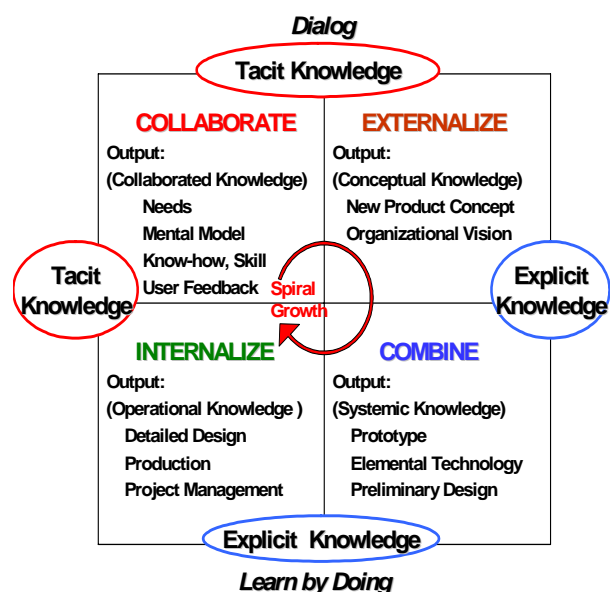 Dialog
Tacit Knowledge
COLLABORATE
Output:
(Collaborated Knowledge)
Needs
Mental Model
Know-how, Skill
User Feedback
EXTERNALIZE
Output:
(Conceptual Knowledge)
New Product Concept
Organizational Vision
Tacit
Knowledge
Spiral
Growth
Explicit
Knowledge
INTERNALIZE
Output:
(Operational Knowledge )
Detailed Design
Production
Project Management
COMBINE
Output:
(Systemic Knowledge)
Prototype
Elemental Technology
Preliminary Design
Explicit Knowledge
Learn by Doing